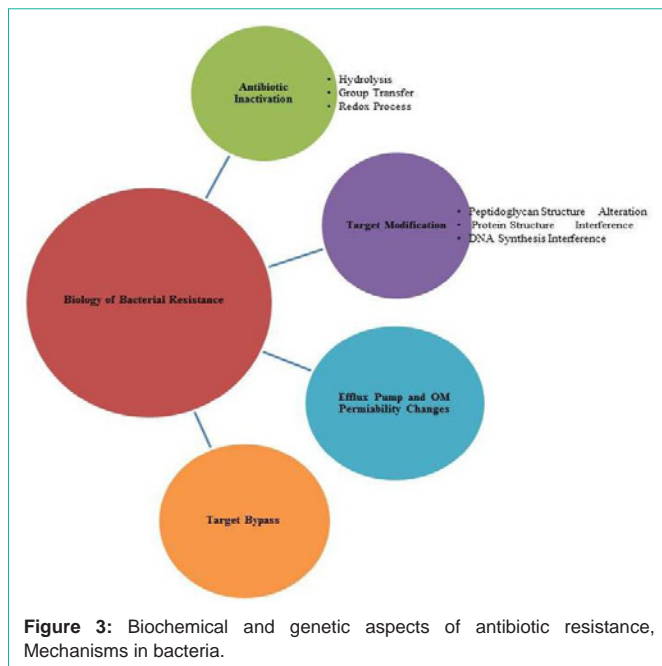 Antibiotic
Inactivation
• Hydrolysis
• Group Transfer
• Redox Process
Target Modification
• Peptidoglycan Structure Alteration
• Protein Structure Interference
• DNA Synthesis Interference
Biology of Bacterial Resistance
Efflux Pump and OM
Permiability Changes
Target Bypass
Figure 3: Biochemical and genetic aspects of antibiotic resistance,
Mechanisms in bacteria.